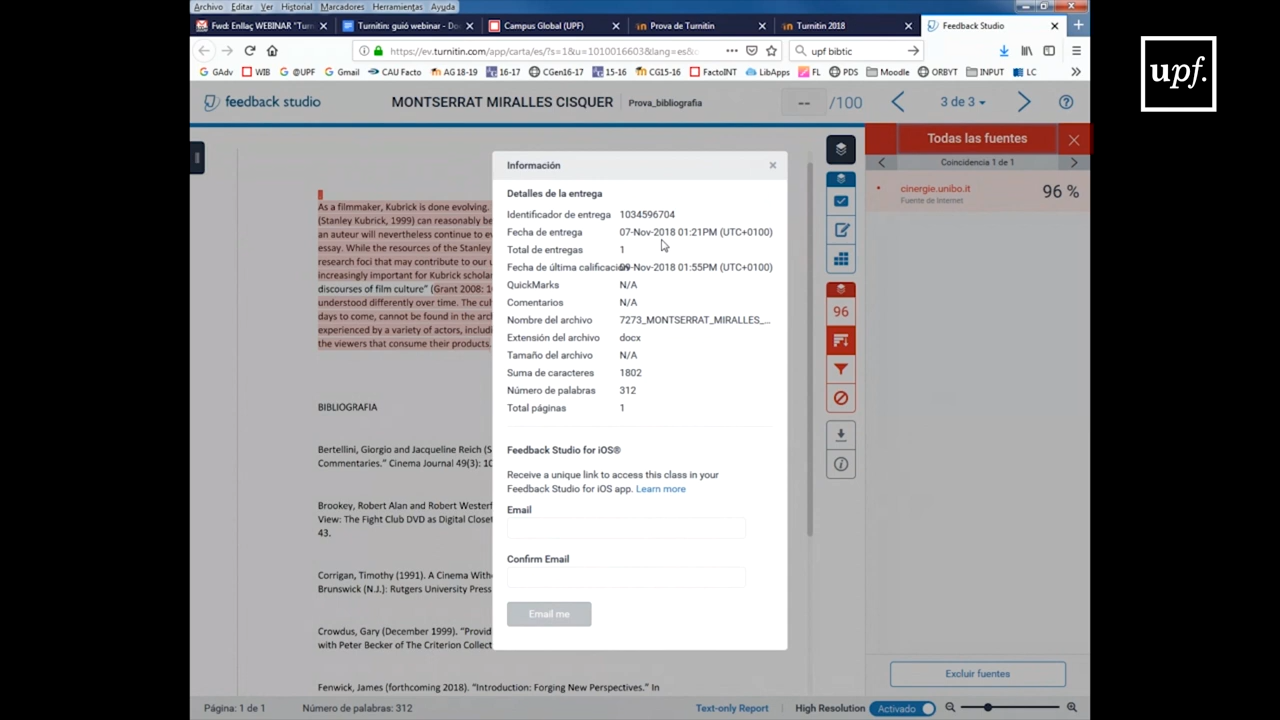 Archivo Editar Ver Historial Marcadores Herramientas Ayuda
Fwd: Enllaç WEBINAR "Turn
Turnitin: guió webinar - Do
Campus Global (UPF)
Prova de Turnitin
Turnitin 2018
Feedback Studio
https://ev.turnitin.com/app/carta/es/?s=1&u=1010016603&lang=es&
upf bibtic
GAdv WIB @UPF Gmail CAU Facto AG 18-19 16-17 CGen16-17 15-16 CG15-16 FactoINT LibApps FL PDS Moodle ORBYT INPUT LC
upf.
feedback studio
MONTSERRAT MIRALLES CISQUER
Prova_bibliografia
-- /100
3 de 3
Todas las fuentes
Coincidencia 1 de 1
cinergie.unibo.it
Fuente de Internet
96 %
96
Información
Detalles de la entrega
Identificador de entrega 1034596704
Fecha de entrega 07-Nov-2018 01:21PM (UTC+0100)
Total de entregas 1
Fecha de última calificación 09-Nov-2018 01:55PM (UTC+0100)
QuickMarks N/A
Comentarios N/A
Nombre del archivo 7273_MONTSERRAT_MIRALLES_...
Extensión del archivo docx
Tamaño del archivo N/A
Suma de caracteres 1802
Número de palabras 312
Total páginas 1
Feedback Studio for iOS®
Receive a unique link to access this class in your
Feedback Studio for iOS app. Learn more
Email
Confirm Email
Email me
As a filmmaker, Kubrick is done evolving.
(Stanley Kubrick, 1999) can reasonably be
an auteur will nevertheless continue to ev
essay. While the resources of the Stanley
research foci that may contribute to our u
increasingly important for Kubrick scholar
discourses of film culture" (Grant 2008: 1
understood differently over time. The cul
days to come, cannot be found in the arch
experienced by a variety of actors, includi
the viewers that consume their products.
BIBLIOGRAFIA
Bertellini, Giorgio and Jacqueline Reich (S
Commentaries." Cinema Journal 49(3): 10
Brookey, Robert Alan and Robert Westerf
View: The Fight Club DVD as Digital Closet
43.
Corrigan, Timothy (1991). A Cinema With
Brunswick (N.J.): Rutgers University Press
Crowdus, Gary (December 1999). "Provid
with Peter Becker of The Criterion Collect
Fenwick, James (forthcoming 2018). "Introduction: Forging New Perspectives." In
Excluir fuentes
Página: 1 de 1
Número de palabras: 312
Text-only Report
High Resolution
Activado